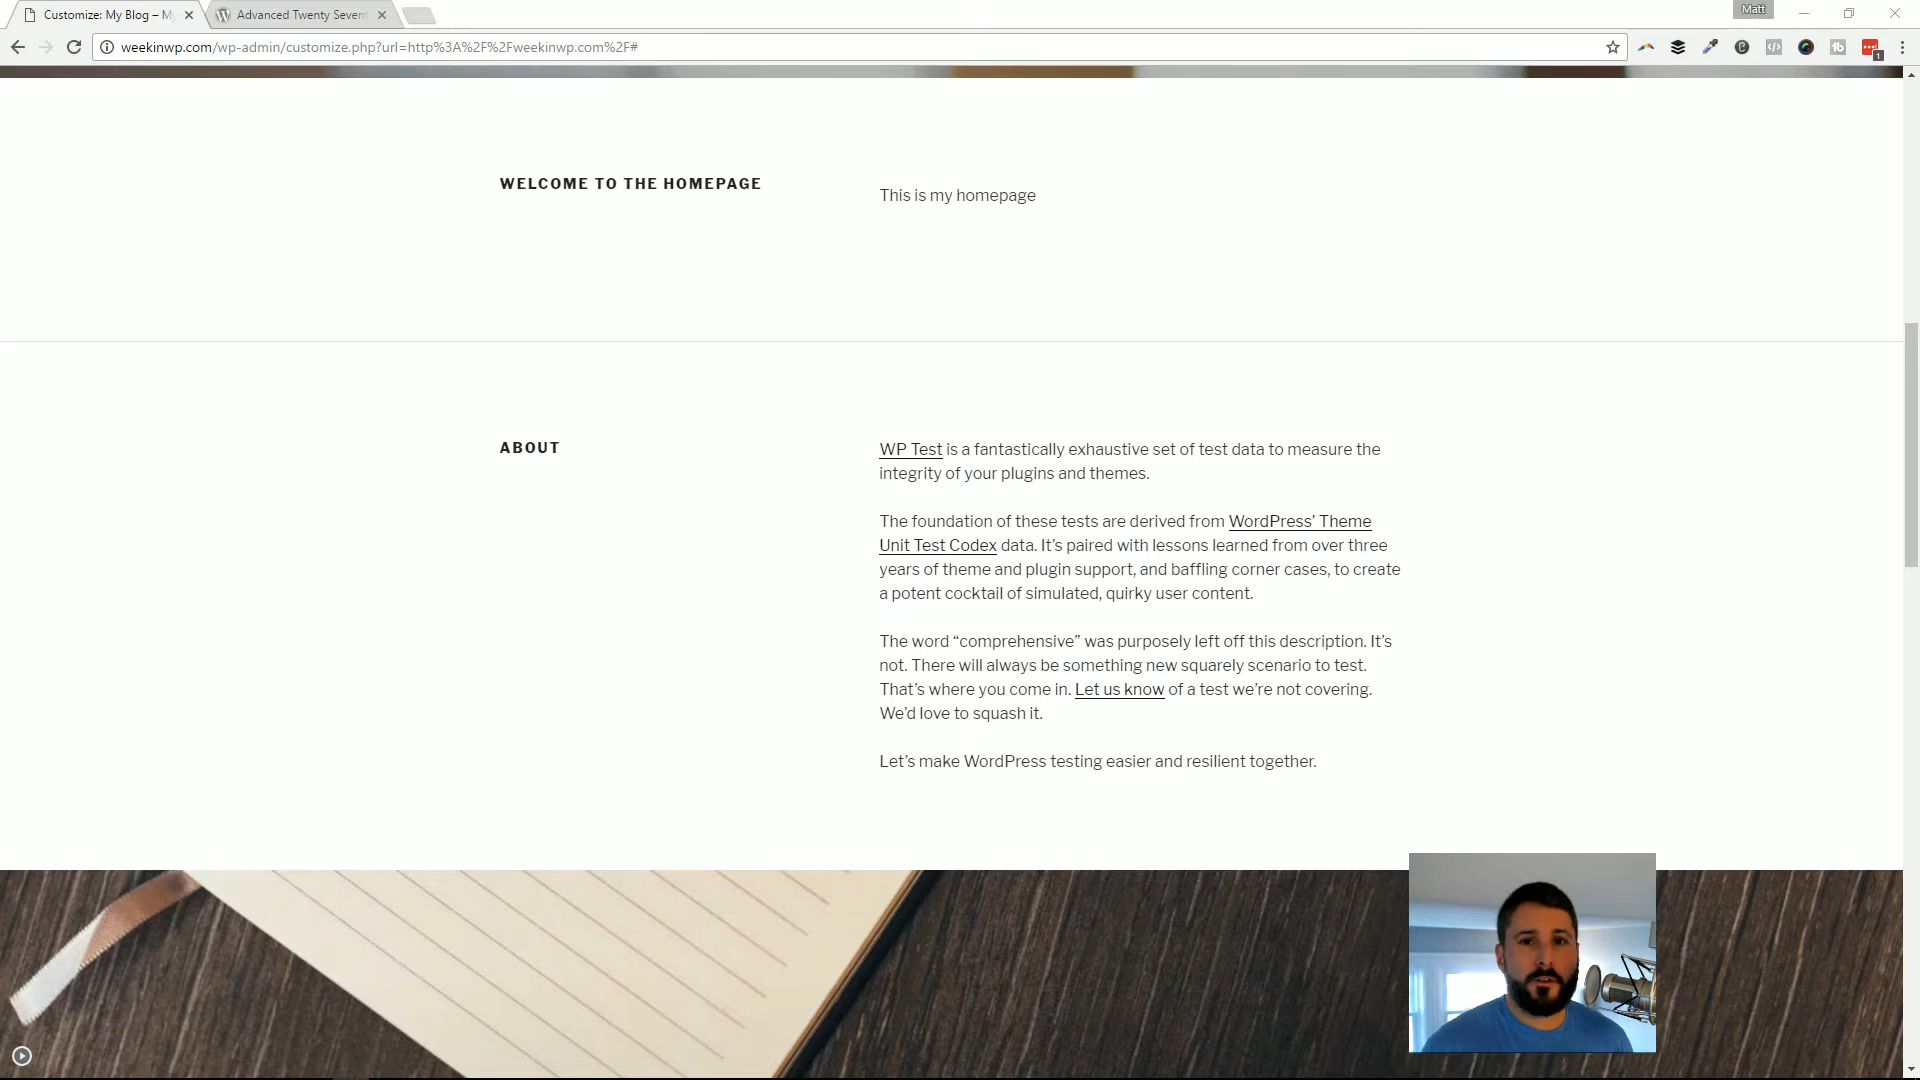 Customize: My Blog – M
Advanced Twenty Sevent
Matt
weekinwp.com/wp-admin/customize.php?url=http%3A%2F%2Fweekinwp.com%2F#
1
WELCOME TO THE HOMEPAGE
This is my homepage
ABOUT
WP Test is a fantastically exhaustive set of test data to measure the
integrity of your plugins and themes.
The foundation of these tests are derived from WordPress’ Theme
Unit Test Codex data. It’s paired with lessons learned from over three
years of theme and plugin support, and baffling corner cases, to create
a potent cocktail of simulated, quirky user content.
The word “comprehensive” was purposely left off this description. It’s
not. There will always be something new squarely scenario to test.
That’s where you come in. Let us know of a test we’re not covering.
We’d love to squash it.
Let’s make WordPress testing easier and resilient together.